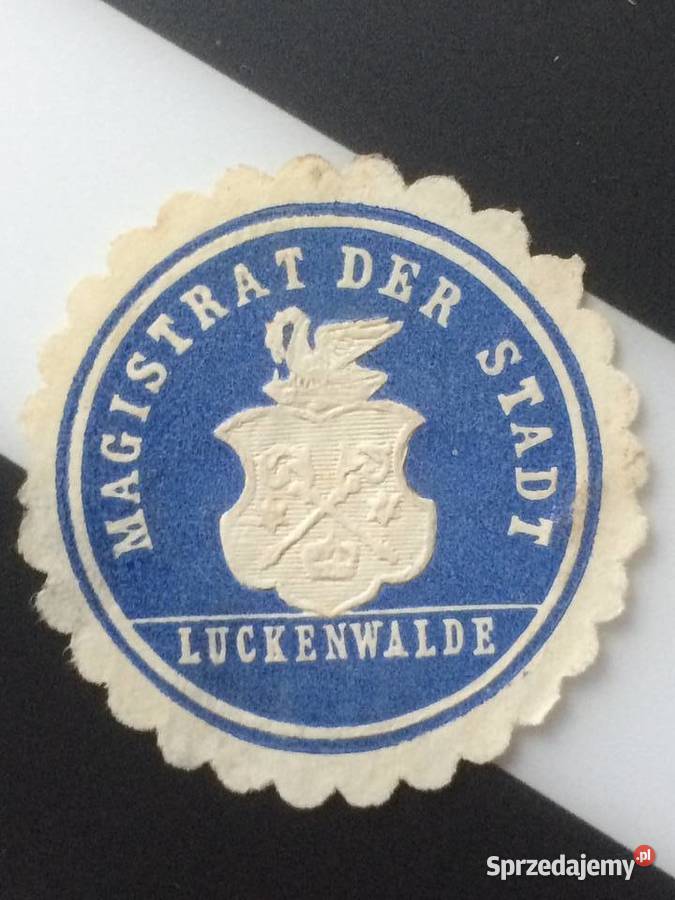 MAGISTRAT DER STADT
LUCKENWALDE
Sprzedajemy.pl